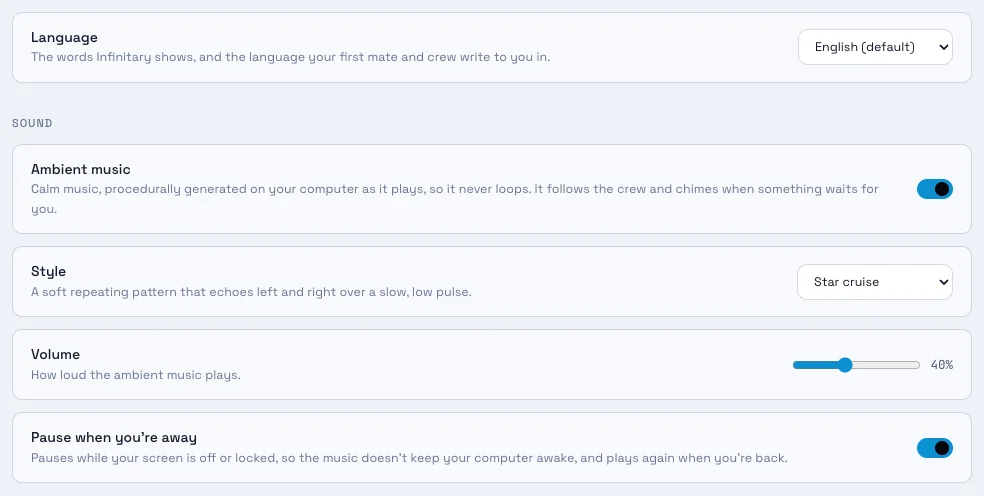 Language
The words Infinitary shows, and the language your first mate and crew write to you in.
English (default)
SOUND
Ambient music
Calm music, procedurally generated on your computer as it plays, so it never loops. It follows the crew and chimes when something waits for
you.
Style
A soft repeating pattern that echoes left and right over a slow, low pulse.
Star cruise
Volume
How loud the ambient music plays.
40%
Pause when you’re away
Pauses while your screen is off or locked, so the music doesn’t keep your computer awake, and plays again when you’re back.